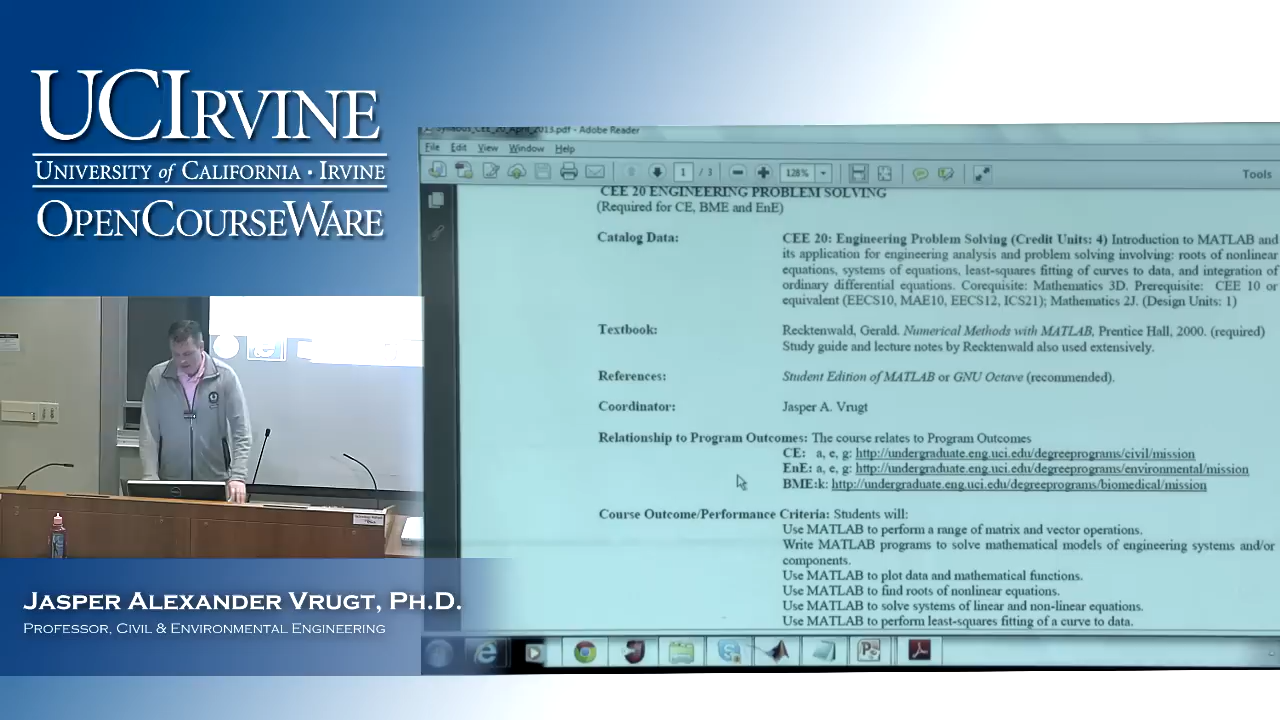 UCIRVINE
UNIVERSITY of CALIFORNIA · IRVINE
OPENCOURSEWARE
JASPER ALEXANDER VRUGT, PH.D.
PROFESSOR, CIVIL & ENVIRONMENTAL ENGINEERING
Syllabus_CEE_20_April_2013.pdf - Adobe Reader
File Edit View Window Help
1 / 3 128% Tools
CEE 20 ENGINEERING PROBLEM SOLVING
(Required for CE, BME and EnE)
Catalog Data: CEE 20: Engineering Problem Solving (Credit Units: 4) Introduction to MATLAB and
its application for engineering analysis and problem solving involving: roots of nonlinear
equations, systems of equations, least-squares fitting of curves to data, and integration of
ordinary differential equations. Corequisite: Mathematics 3D. Prerequisite: CEE 10 or
equivalent (EECS10, MAE10, EECS12, ICS21); Mathematics 2J. (Design Units: 1)
Textbook: Recktenwald, Gerald. Numerical Methods with MATLAB, Prentice Hall, 2000. (required)
Study guide and lecture notes by Recktenwald also used extensively.
References: Student Edition of MATLAB or GNU Octave (recommended).
Coordinator: Jasper A. Vrugt
Relationship to Program Outcomes: The course relates to Program Outcomes
CE: a, e, g: http://undergraduate.eng.uci.edu/degreeprograms/civil/mission
EnE: a, e, g: http://undergraduate.eng.uci.edu/degreeprograms/environmental/mission
BME:k: http://undergraduate.eng.uci.edu/degreeprograms/biomedical/mission
Course Outcome/Performance Criteria: Students will:
Use MATLAB to perform a range of matrix and vector operations.
Write MATLAB programs to solve mathematical models of engineering systems and/or
components.
Use MATLAB to plot data and mathematical functions.
Use MATLAB to find roots of nonlinear equations.
Use MATLAB to solve systems of linear and non-linear equations.
Use MATLAB to perform least-squares fitting of a curve to data.